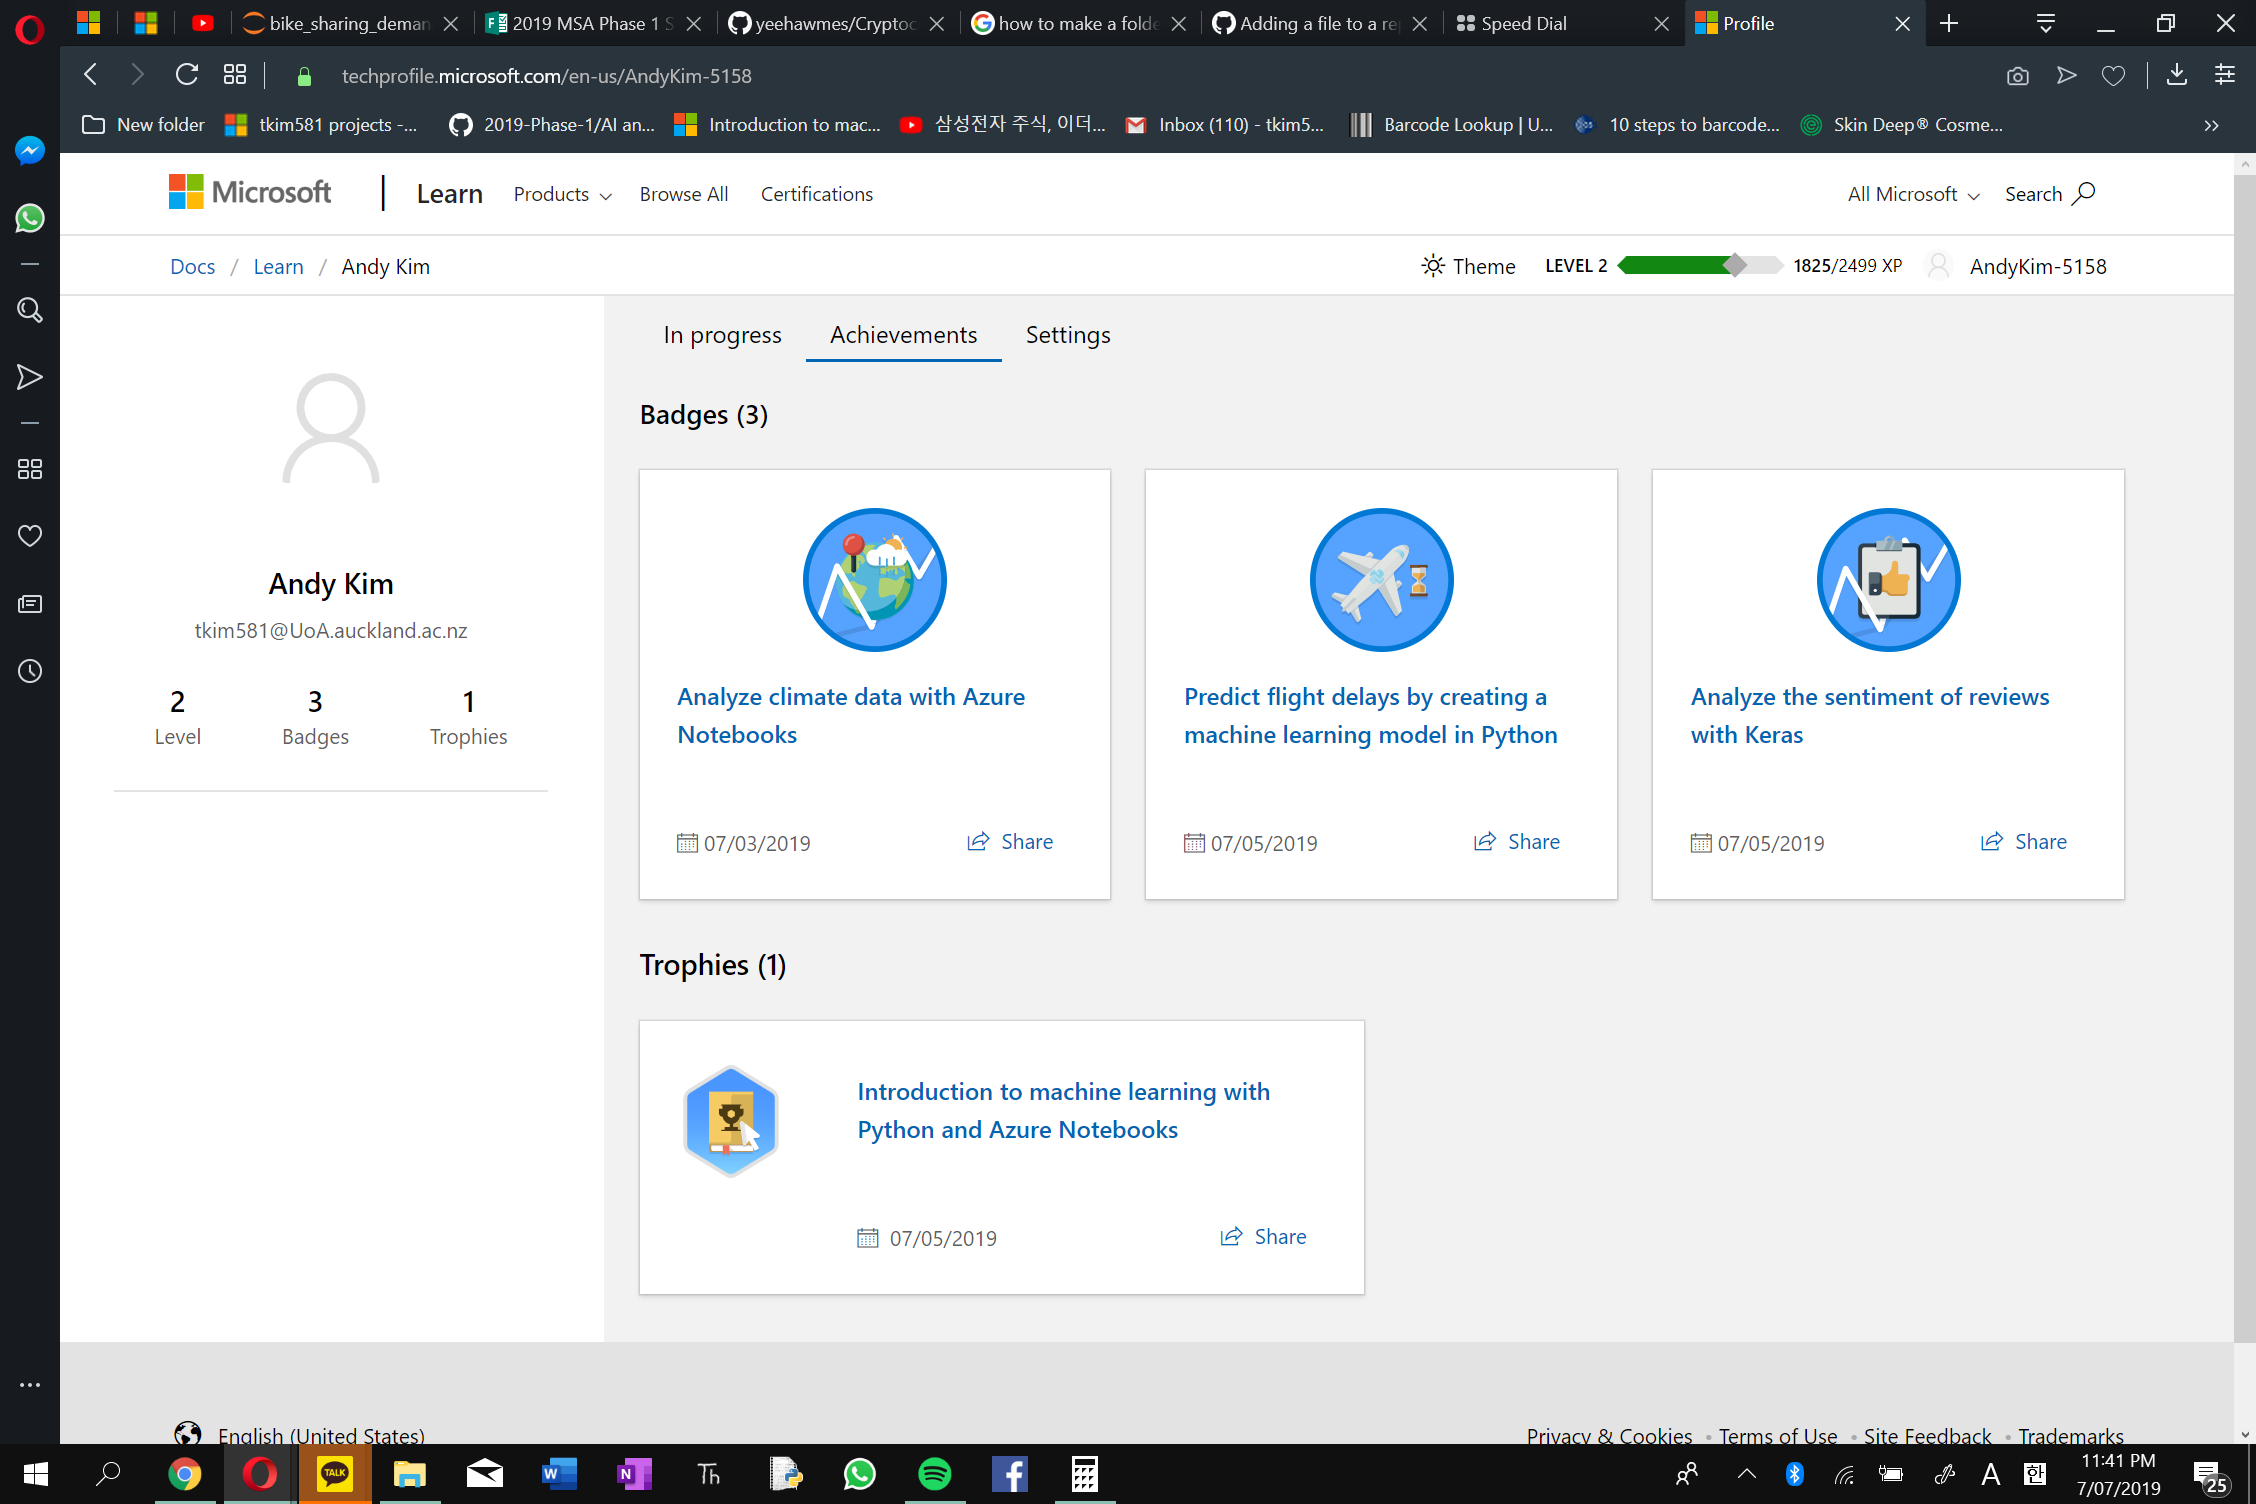 bike_sharing_deman
2019 MSA Phase 1 S
yeehawmes/Cryptoc
how to make a folde
Adding a file to a re
Speed Dial
Profile
techprofile.microsoft.com/en-us/AndyKim-5158
New folder
tkim581 projects -...
2019-Phase-1/AI an...
Introduction to mac...
삼성전자 주식, 이더...
Inbox (110) - tkim5...
Barcode Lookup | U...
10 steps to barcode...
Skin Deep® Cosme...
Microsoft
Learn
Products
Browse All
Certifications
All Microsoft
Search
Docs / Learn / Andy Kim
Theme
LEVEL 2
1825/2499 XP
AndyKim-5158
Andy Kim
tkim581@UoA.auckland.ac.nz
2 3 1
Level Badges Trophies
In progress
Achievements
Settings
Badges (3)
Analyze climate data with Azure
Notebooks
07/03/2019
Share
Predict flight delays by creating a
machine learning model in Python
07/05/2019
Share
Analyze the sentiment of reviews
with Keras
07/05/2019
Share
Trophies (1)
Introduction to machine learning with
Python and Azure Notebooks
07/05/2019
Share
English (United States)
Privacy & Cookies • Terms of Use • Site Feedback • Trademarks
TALK
W
N
Th
A
한
11:41 PM
7/07/2019
25